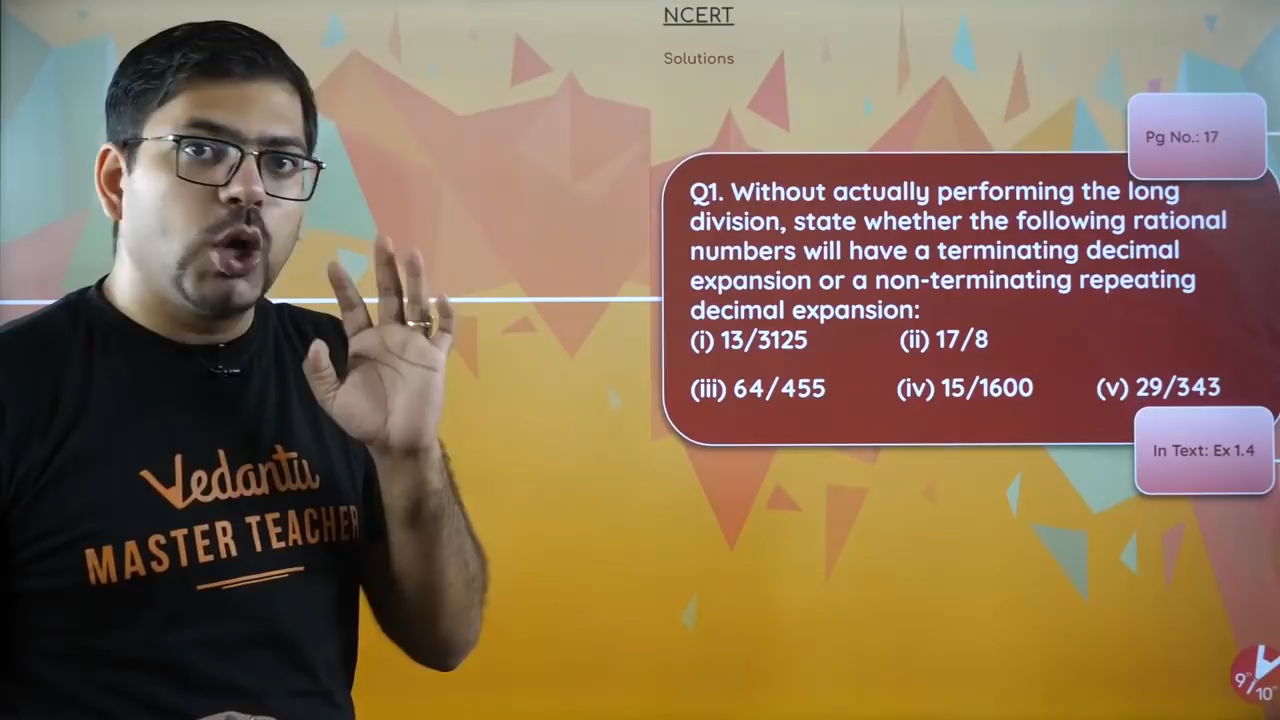 NCERT
Solutions
Pg No.: 17
Q1. Without actually performing the long
division, state whether the following rational
numbers will have a terminating decimal
expansion or a non-terminating repeating
decimal expansion:
(i) 13/3125 (ii) 17/8
(iii) 64/455 (iv) 15/1600 (v) 29/343
In Text: Ex 1.4
Vedantu
MASTER TEACHER
9th/10th